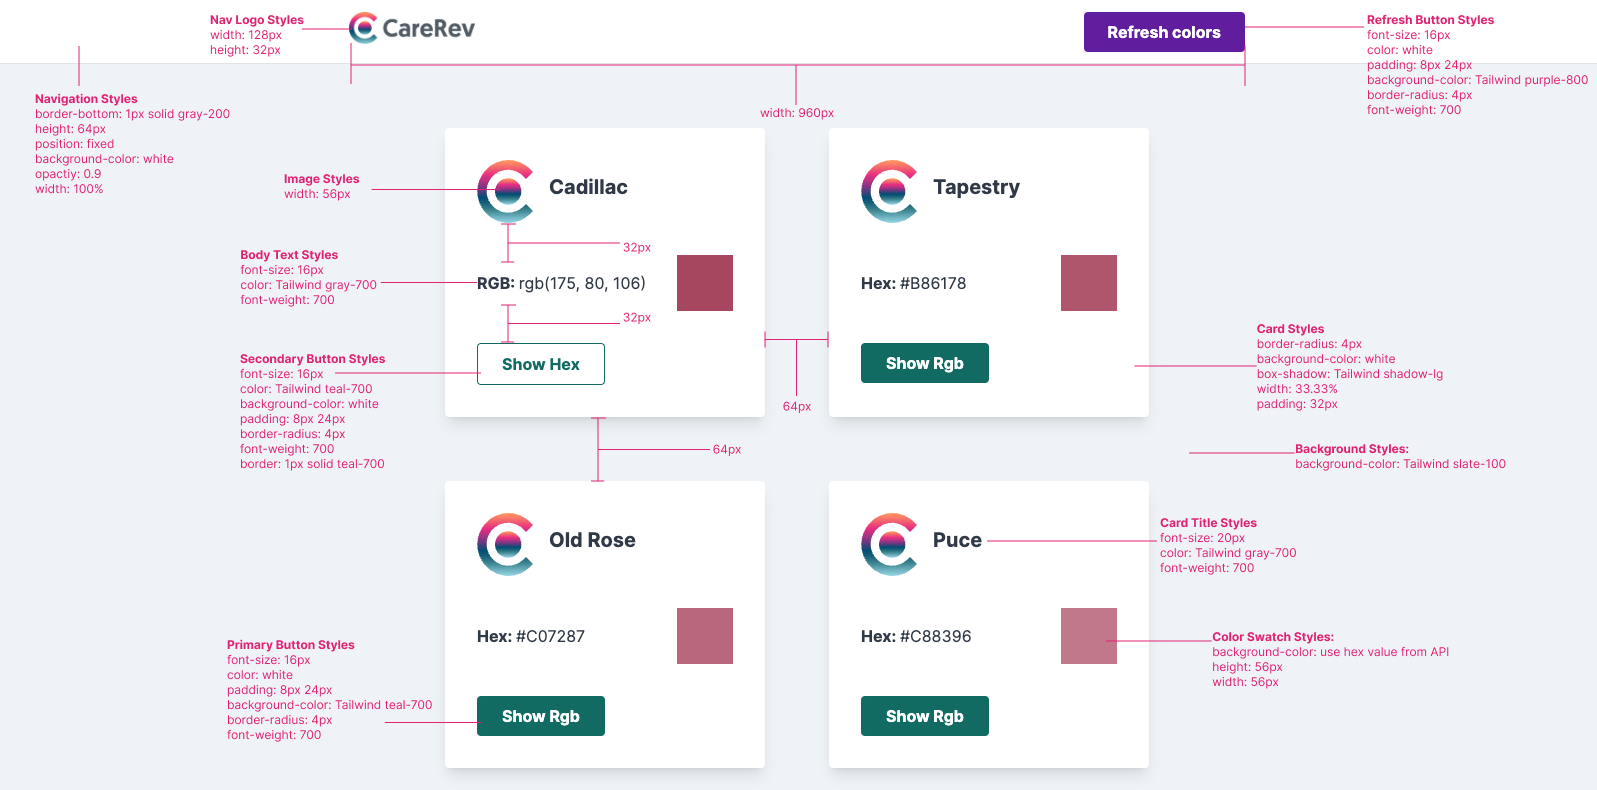 Nav Logo Styles
width: 128px
height: 32px
CareRev
Refresh colors
Refresh Button Styles
font-size: 16px
color: white
padding: 8px 24px
background-color: Tailwind purple-800
border-radius: 4px
font-weight: 700
Navigation Styles
border-bottom: 1px solid gray-200
height: 64px
position: fixed
background-color: white
opactiy: 0.9
width: 100%
width: 960px
Image Styles
width: 56px
Cadillac
Tapestry
32px
Body Text Styles
font-size: 16px
color: Tailwind gray-700
font-weight: 700
RGB: rgb(175, 80, 106)
Hex: #B86178
32px
Secondary Button Styles
font-size: 16px
color: Tailwind teal-700
background-color: white
padding: 8px 24px
border-radius: 4px
font-weight: 700
border: 1px solid teal-700
Show Hex
Show Rgb
64px
Card Styles
border-radius: 4px
background-color: white
box-shadow: Tailwind shadow-lg
width: 33.33%
padding: 32px
64px
Background Styles:
background-color: Tailwind slate-100
Old Rose
Puce
Card Title Styles
font-size: 20px
color: Tailwind gray-700
font-weight: 700
Hex: #C07287
Hex: #C88396
Color Swatch Styles:
background-color: use hex value from API
height: 56px
width: 56px
Primary Button Styles
font-size: 16px
color: white
padding: 8px 24px
background-color: Tailwind teal-700
border-radius: 4px
font-weight: 700
Show Rgb
Show Rgb